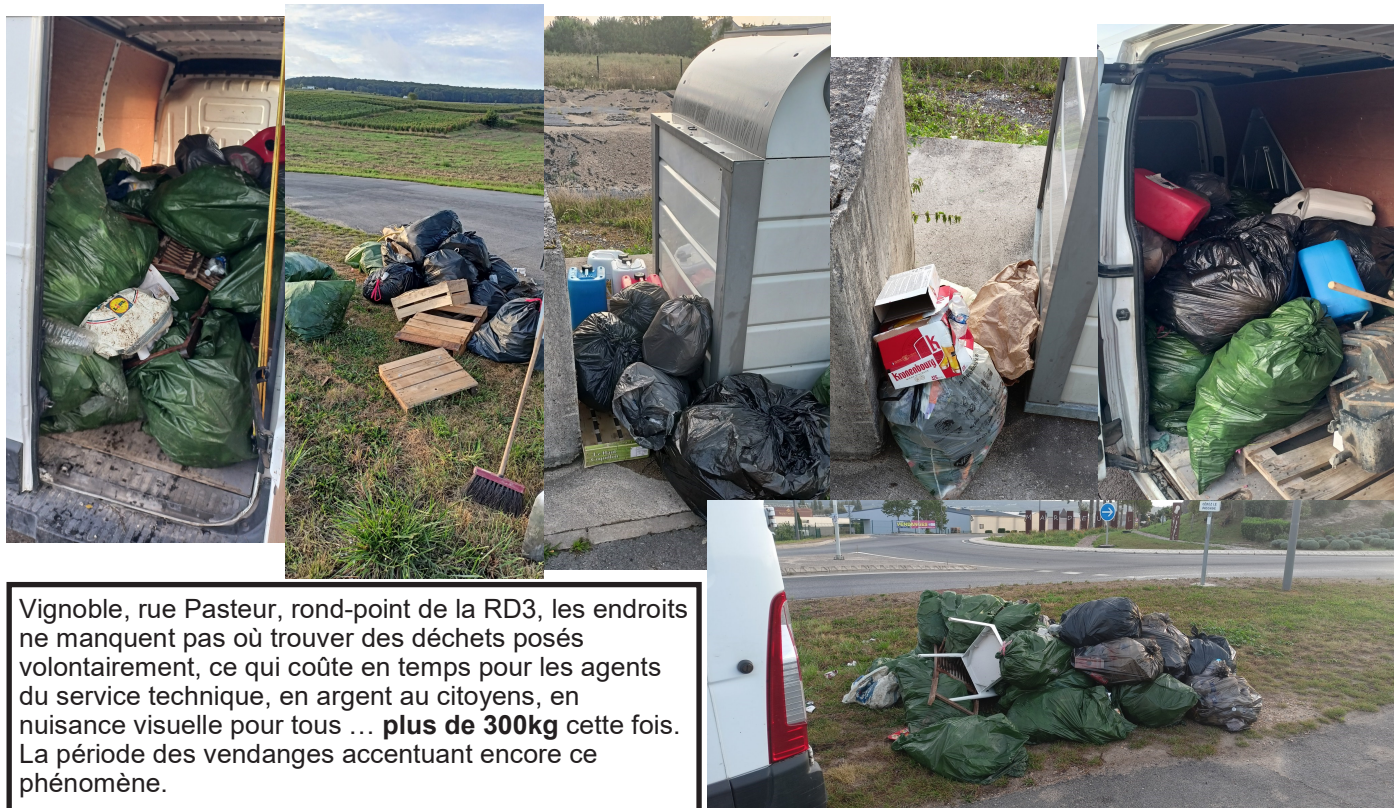 LIDL
Kronenbourg
Vignoble, rue Pasteur, rond-point de la RD3, les endroits
ne manquent pas où trouver des déchets posés
volontairement, ce qui coûte en temps pour les agents
du service technique, en argent au citoyens, en
nuisance visuelle pour tous … plus de 300kg cette fois.
La période des vendanges accentuant encore ce
phénomène.